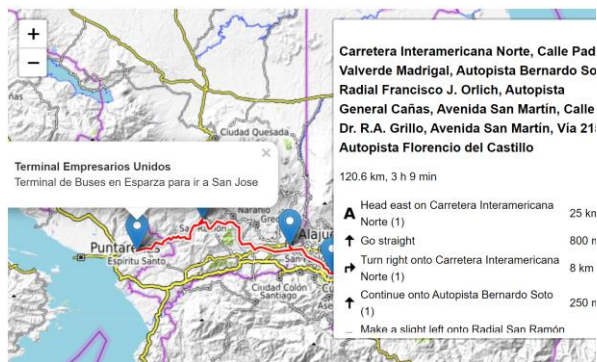 +
−
Ciudad Quesada
×
Terminal Empresarios Unidos
Terminal de Buses en Esparza para ir a San Jose
Naranjo
Alajue
Espiritu Santo
Ciudad Colón
Santiago
Carretera Interamericana Norte, Calle Pad
Valverde Madrigal, Autopista Bernardo So
Radial Francisco J. Orlich, Autopista
General Cañas, Avenida San Martín, Calle
Dr. R.A. Grillo, Avenida San Martín, Vía 215
Autopista Florencio del Castillo
120.6 km, 3 h 9 min
A Head east on Carretera Interamericana
Norte (1)
25 km
Go straight 800 m
Turn right onto Carretera Interamericana
Norte (1)
8 km
Continue onto Autopista Bernardo Soto
(1)
250 m
Make a slight left onto Radial San Ramón